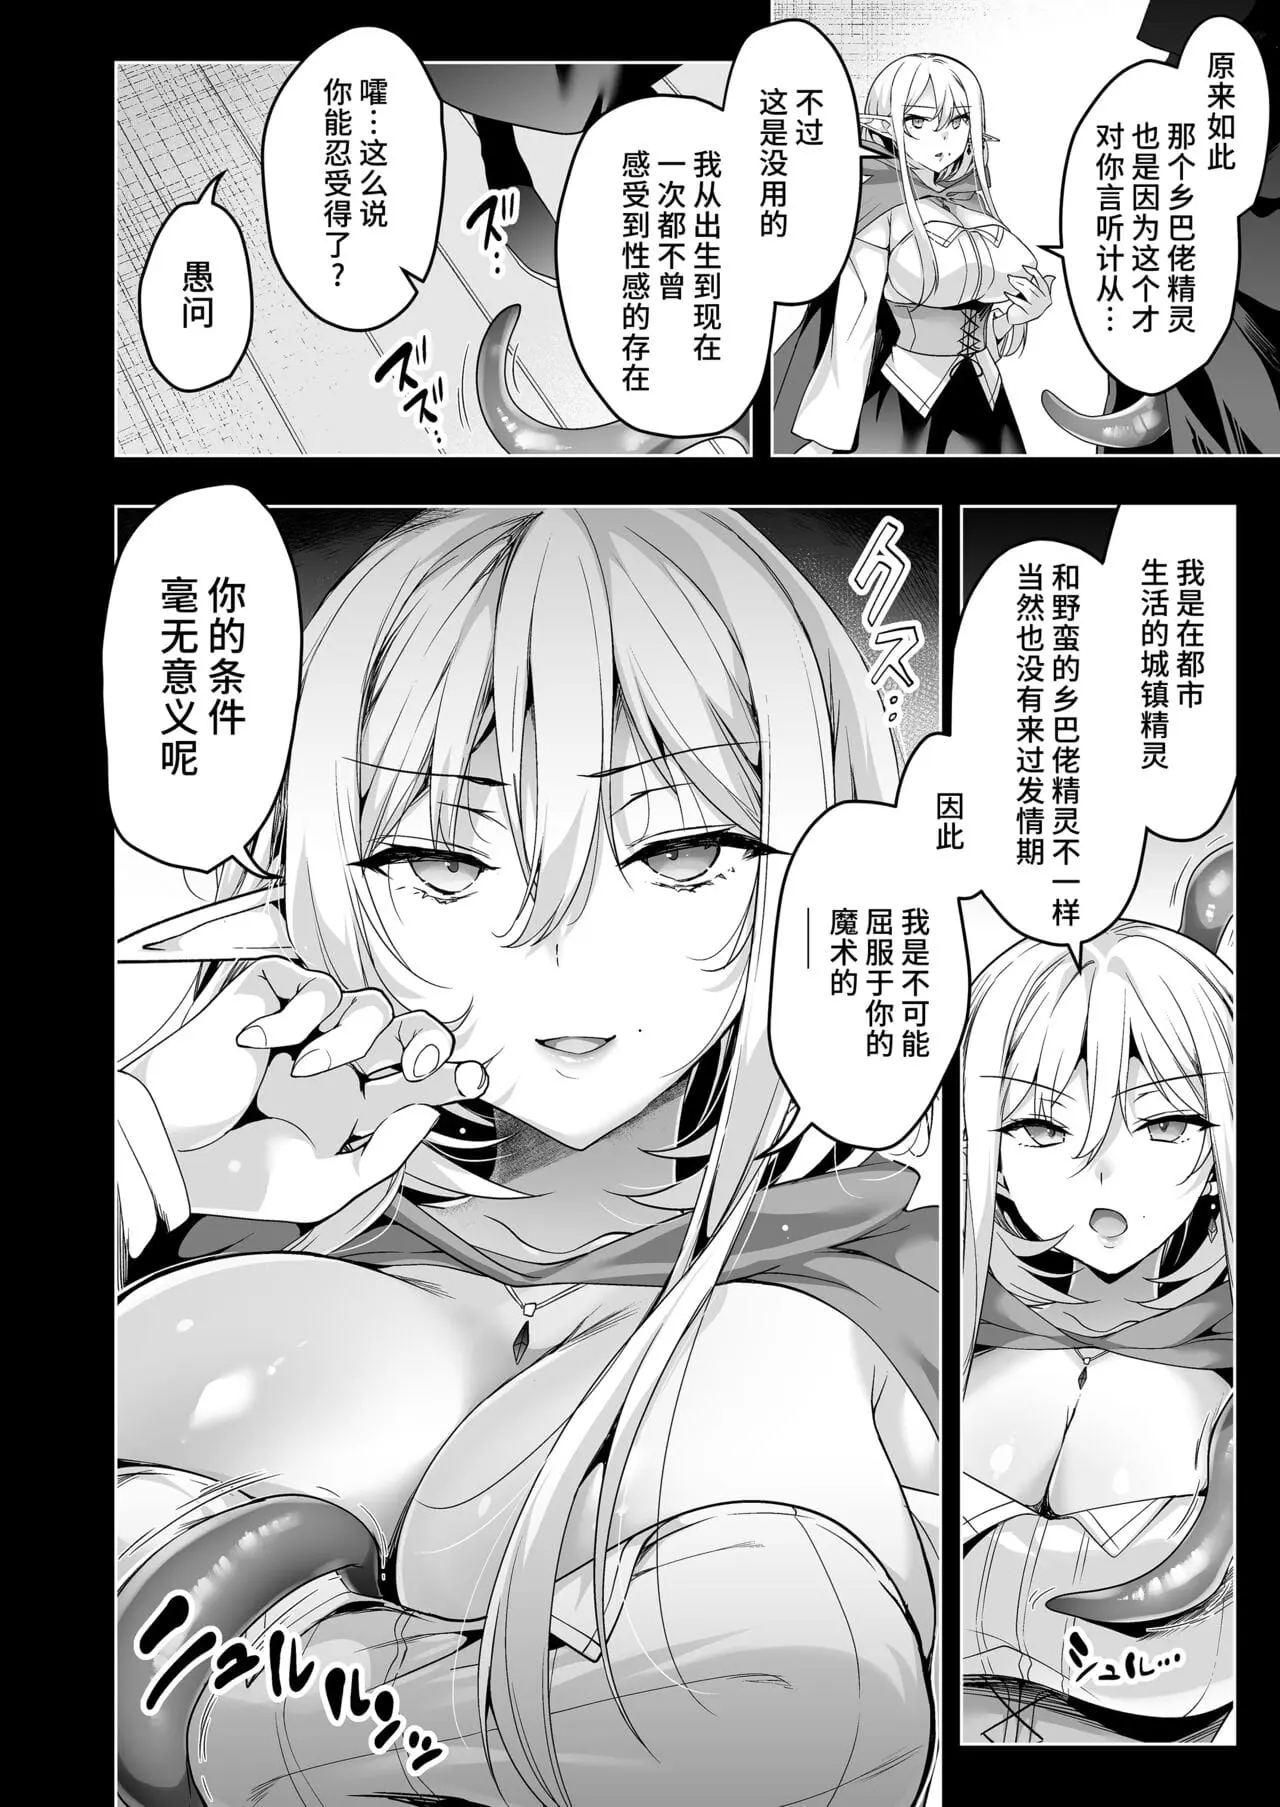 原来如此
那个乡巴佬精灵
也是因为这个才
对你言听计从…
不过
这是没用的
我从出生到现在
一次都不曾
感受到性感的存在
嚯…这么说
你能忍受得了?
愚问
ズズ…
ズズ…
我是在都市
生活的城镇精灵
和野蛮的乡巴佬精灵不一样
当然也没有来过发情期
因此
我是不可能
屈服于你的
魔术的
——
シュル…
クス…
你的条件
毫无意义呢
シュルルルンッ